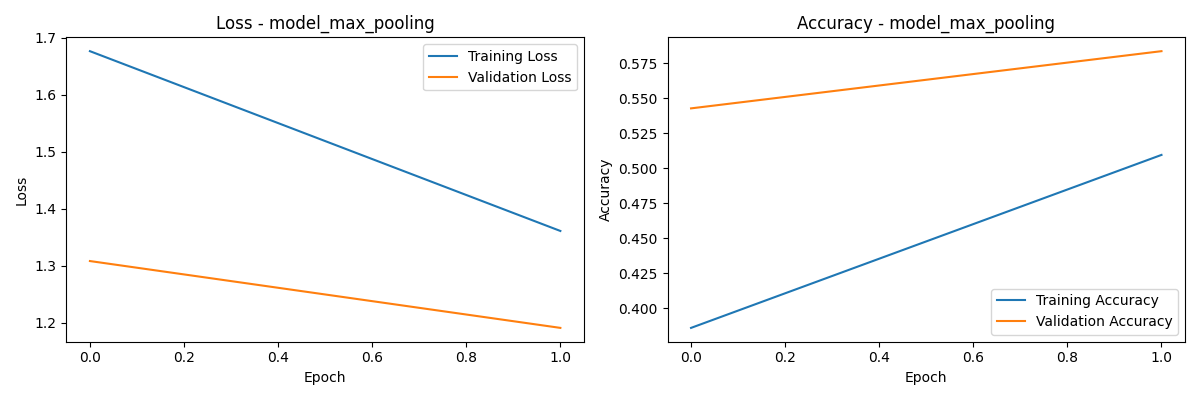 Loss - model_max_pooling
1.7
1.6
1.5
1.4
1.3
1.2
Loss
Training Loss
Validation Loss
0.0 0.2 0.4 0.6 0.8 1.0
Epoch
Accuracy - model_max_pooling
0.575
0.550
0.525
0.500
0.475
0.450
0.425
0.400
Accuracy
Training Accuracy
Validation Accuracy
0.0 0.2 0.4 0.6 0.8 1.0
Epoch